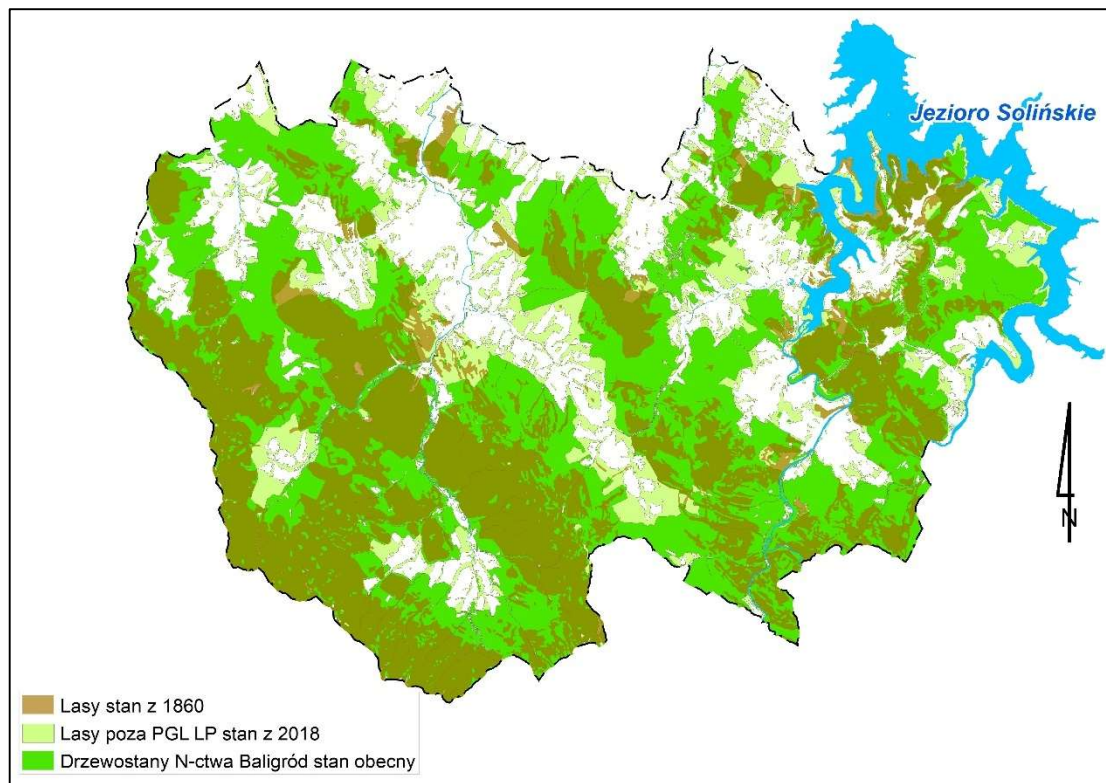 Jezioro Solińskie
N
Lasy stan z 1860
Lasy poza PGL LP stan z 2018
Drzewostany N-ctwa Baligród stan obecny